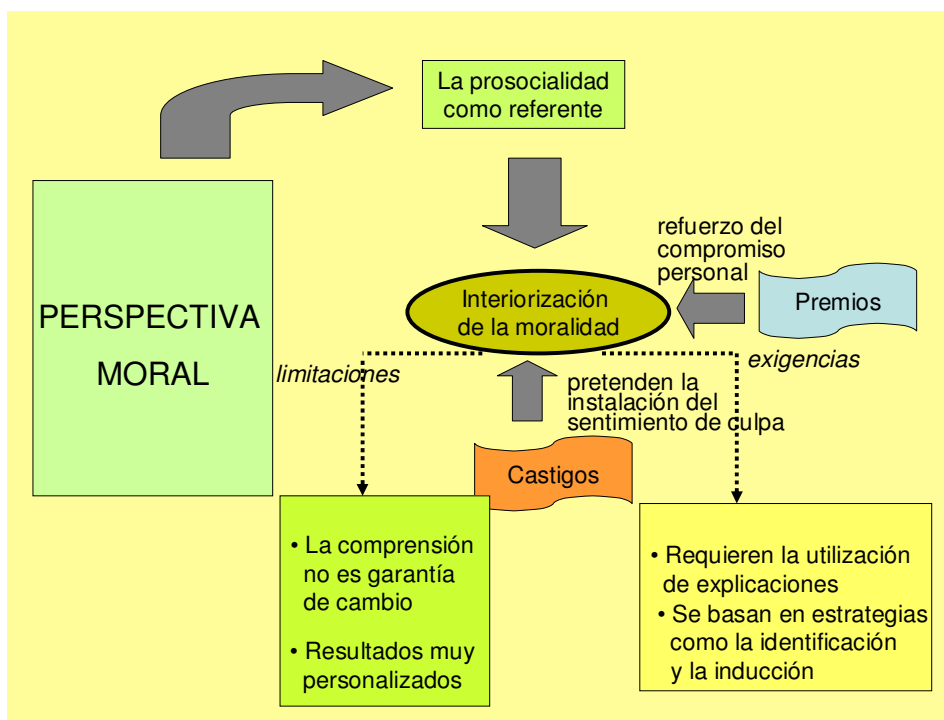 La prosocialidad
como referente
PERSPECTIVA
MORAL
refuerzo del
compromiso
personal
Premios
Interiorización
de la moralidad
limitaciones
exigencias
pretenden la
instalación del
sentimiento de culpa
Castigos
• La comprensión
no es garantía
de cambio
• Resultados muy
personalizados
• Requieren la utilización
de explicaciones
• Se basan en estrategias
como la identificación
y la inducción